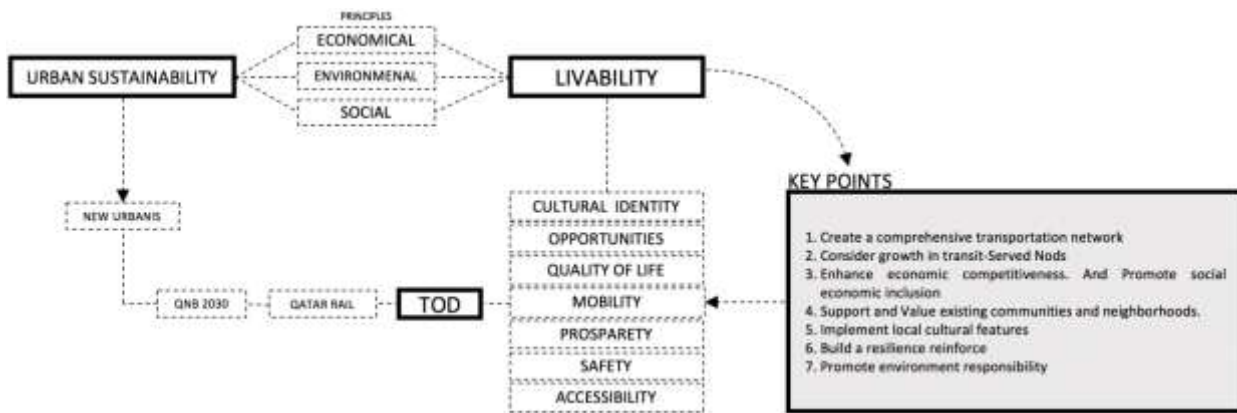 PRINCIPLES
ECONOMICAL
URBAN SUSTAINABILITY
ENVIRONMENAL
LIVABILITY
SOCIAL
KEY POINTS
NEW URBANIS
CULTURAL IDENTITY
OPPORTUNITIES
QUALITY OF LIFE
QNB 2030
QATAR RAIL
TOD
MOBILITY
PROSPARETY
SAFETY
ACCESSIBILITY
1. Create a comprehensive transportation network
2. Consider growth in transit-Served Nods
3. Enhance economic competitiveness. And Promote social
economic inclusion
4. Support and Value existing communities and neighborhoods.
5. Implement local cultural features
6. Build a resilience reinforce
7. Promote environment responsibility